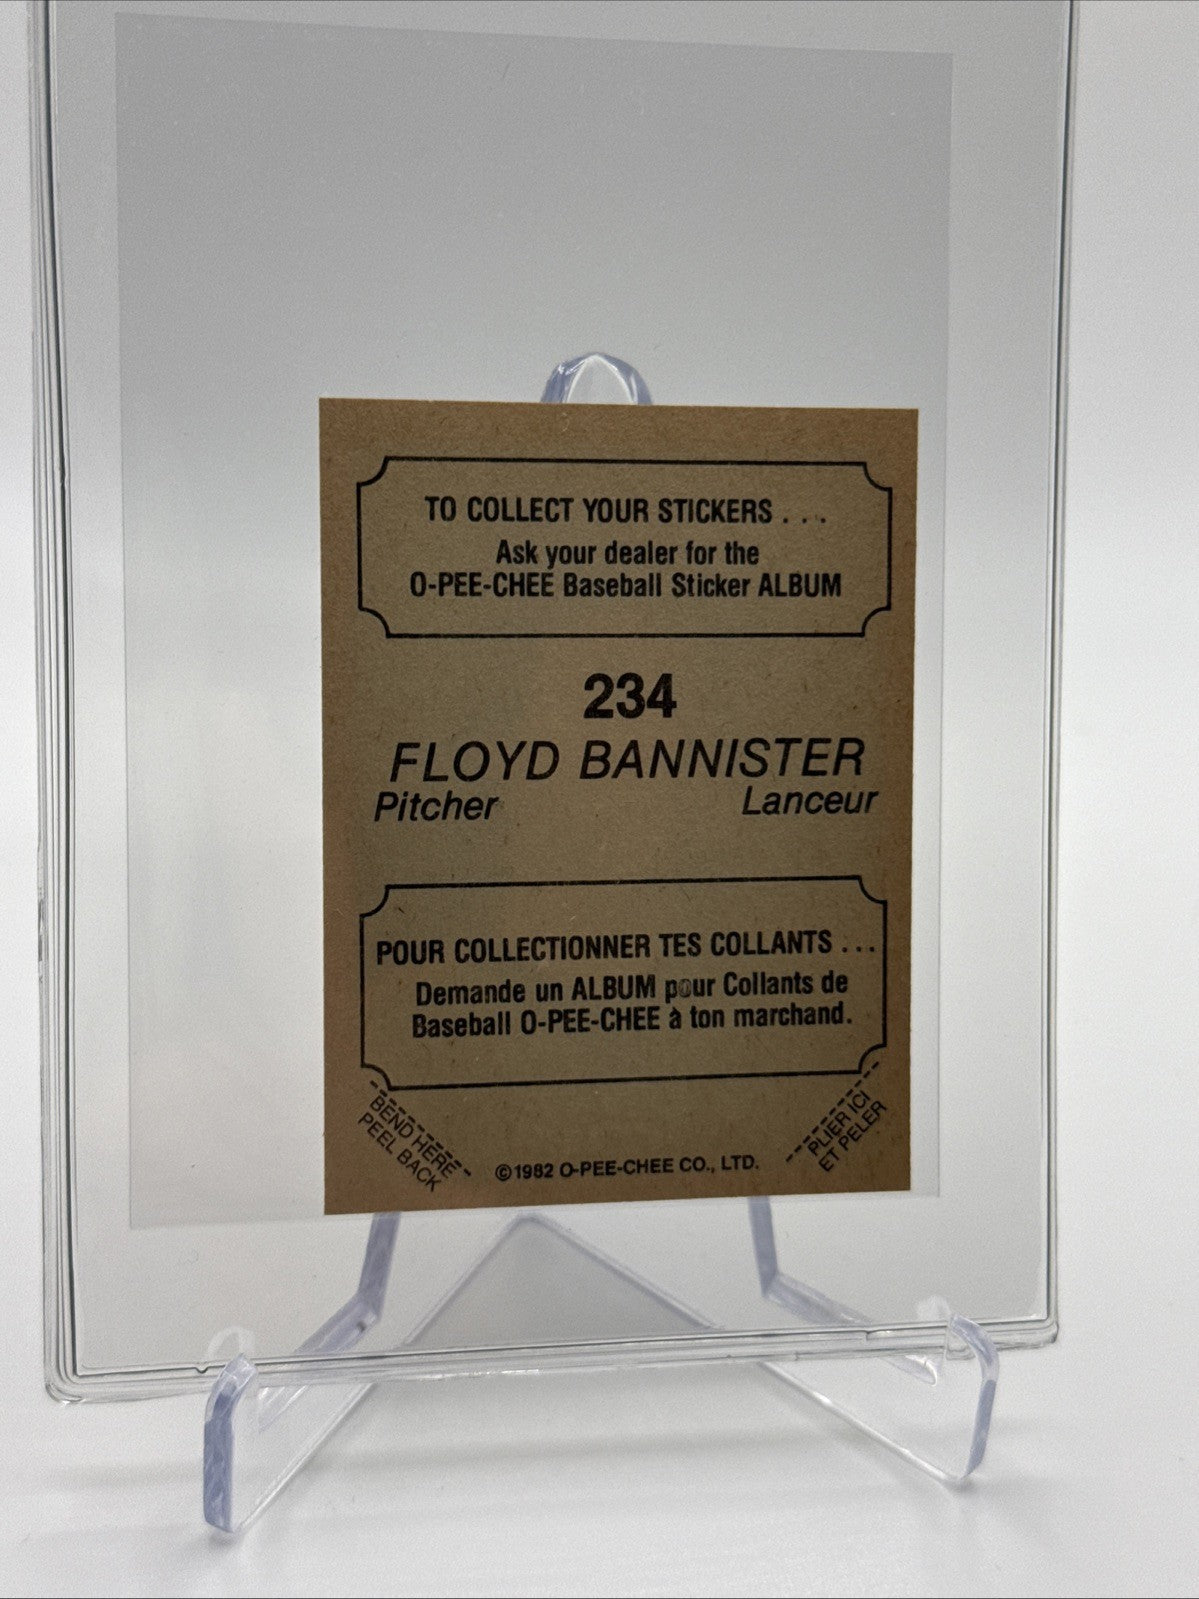 TO COLLECT YOUR STICKERS . . .
Ask your dealer for the
O-PEE-CHEE Baseball Sticker ALBUM
234
FLOYD BANNISTER
Pitcher Lanceur
POUR COLLECTIONNER TES COLLANTS . . .
Demande un ALBUM pour Collants de
Baseball O-PEE-CHEE à ton marchand.
BEND HERE
PEEL BACK
PLIER ICI
ET PELER
©1982 O-PEE-CHEE CO., LTD.